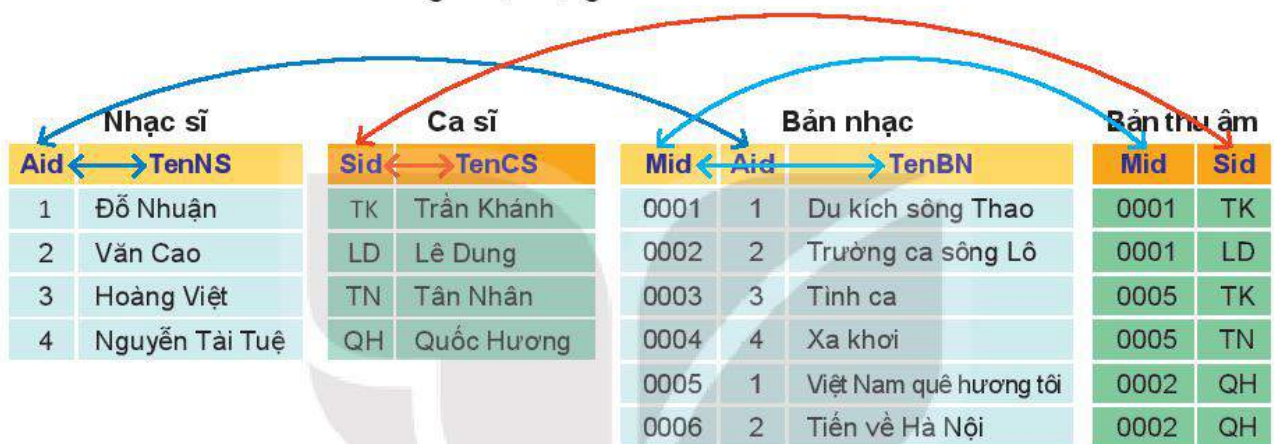 Nhạc sĩ Ca sĩ Bản nhạc Bản thu âm
Aid TenNS Sid TenCS Mid Aid TenBN Mid Sid
1 Đỗ Nhuận TK Trần Khánh 0001 1 Du kích sông Thao 0001 TK
2 Văn Cao LD Lê Dung 0002 2 Trường ca sông Lô 0001 LD
3 Hoàng Việt TN Tân Nhân 0003 3 Tình ca 0005 TK
4 Nguyễn Tài Tuệ QH Quốc Hương 0004 4 Xa khơi 0005 TN
0005 1 Việt Nam quê hương tôi 0002 QH
0006 2 Tiến về Hà Nội 0002 QH